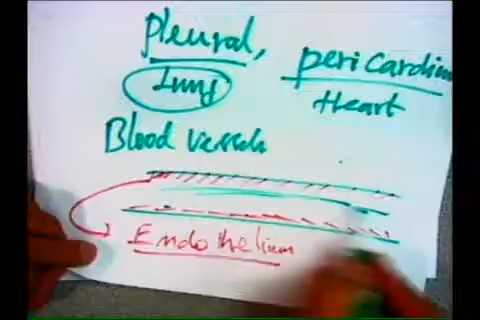 pleural, pericardium
Lung Heart
Blood vessels
Endothelium